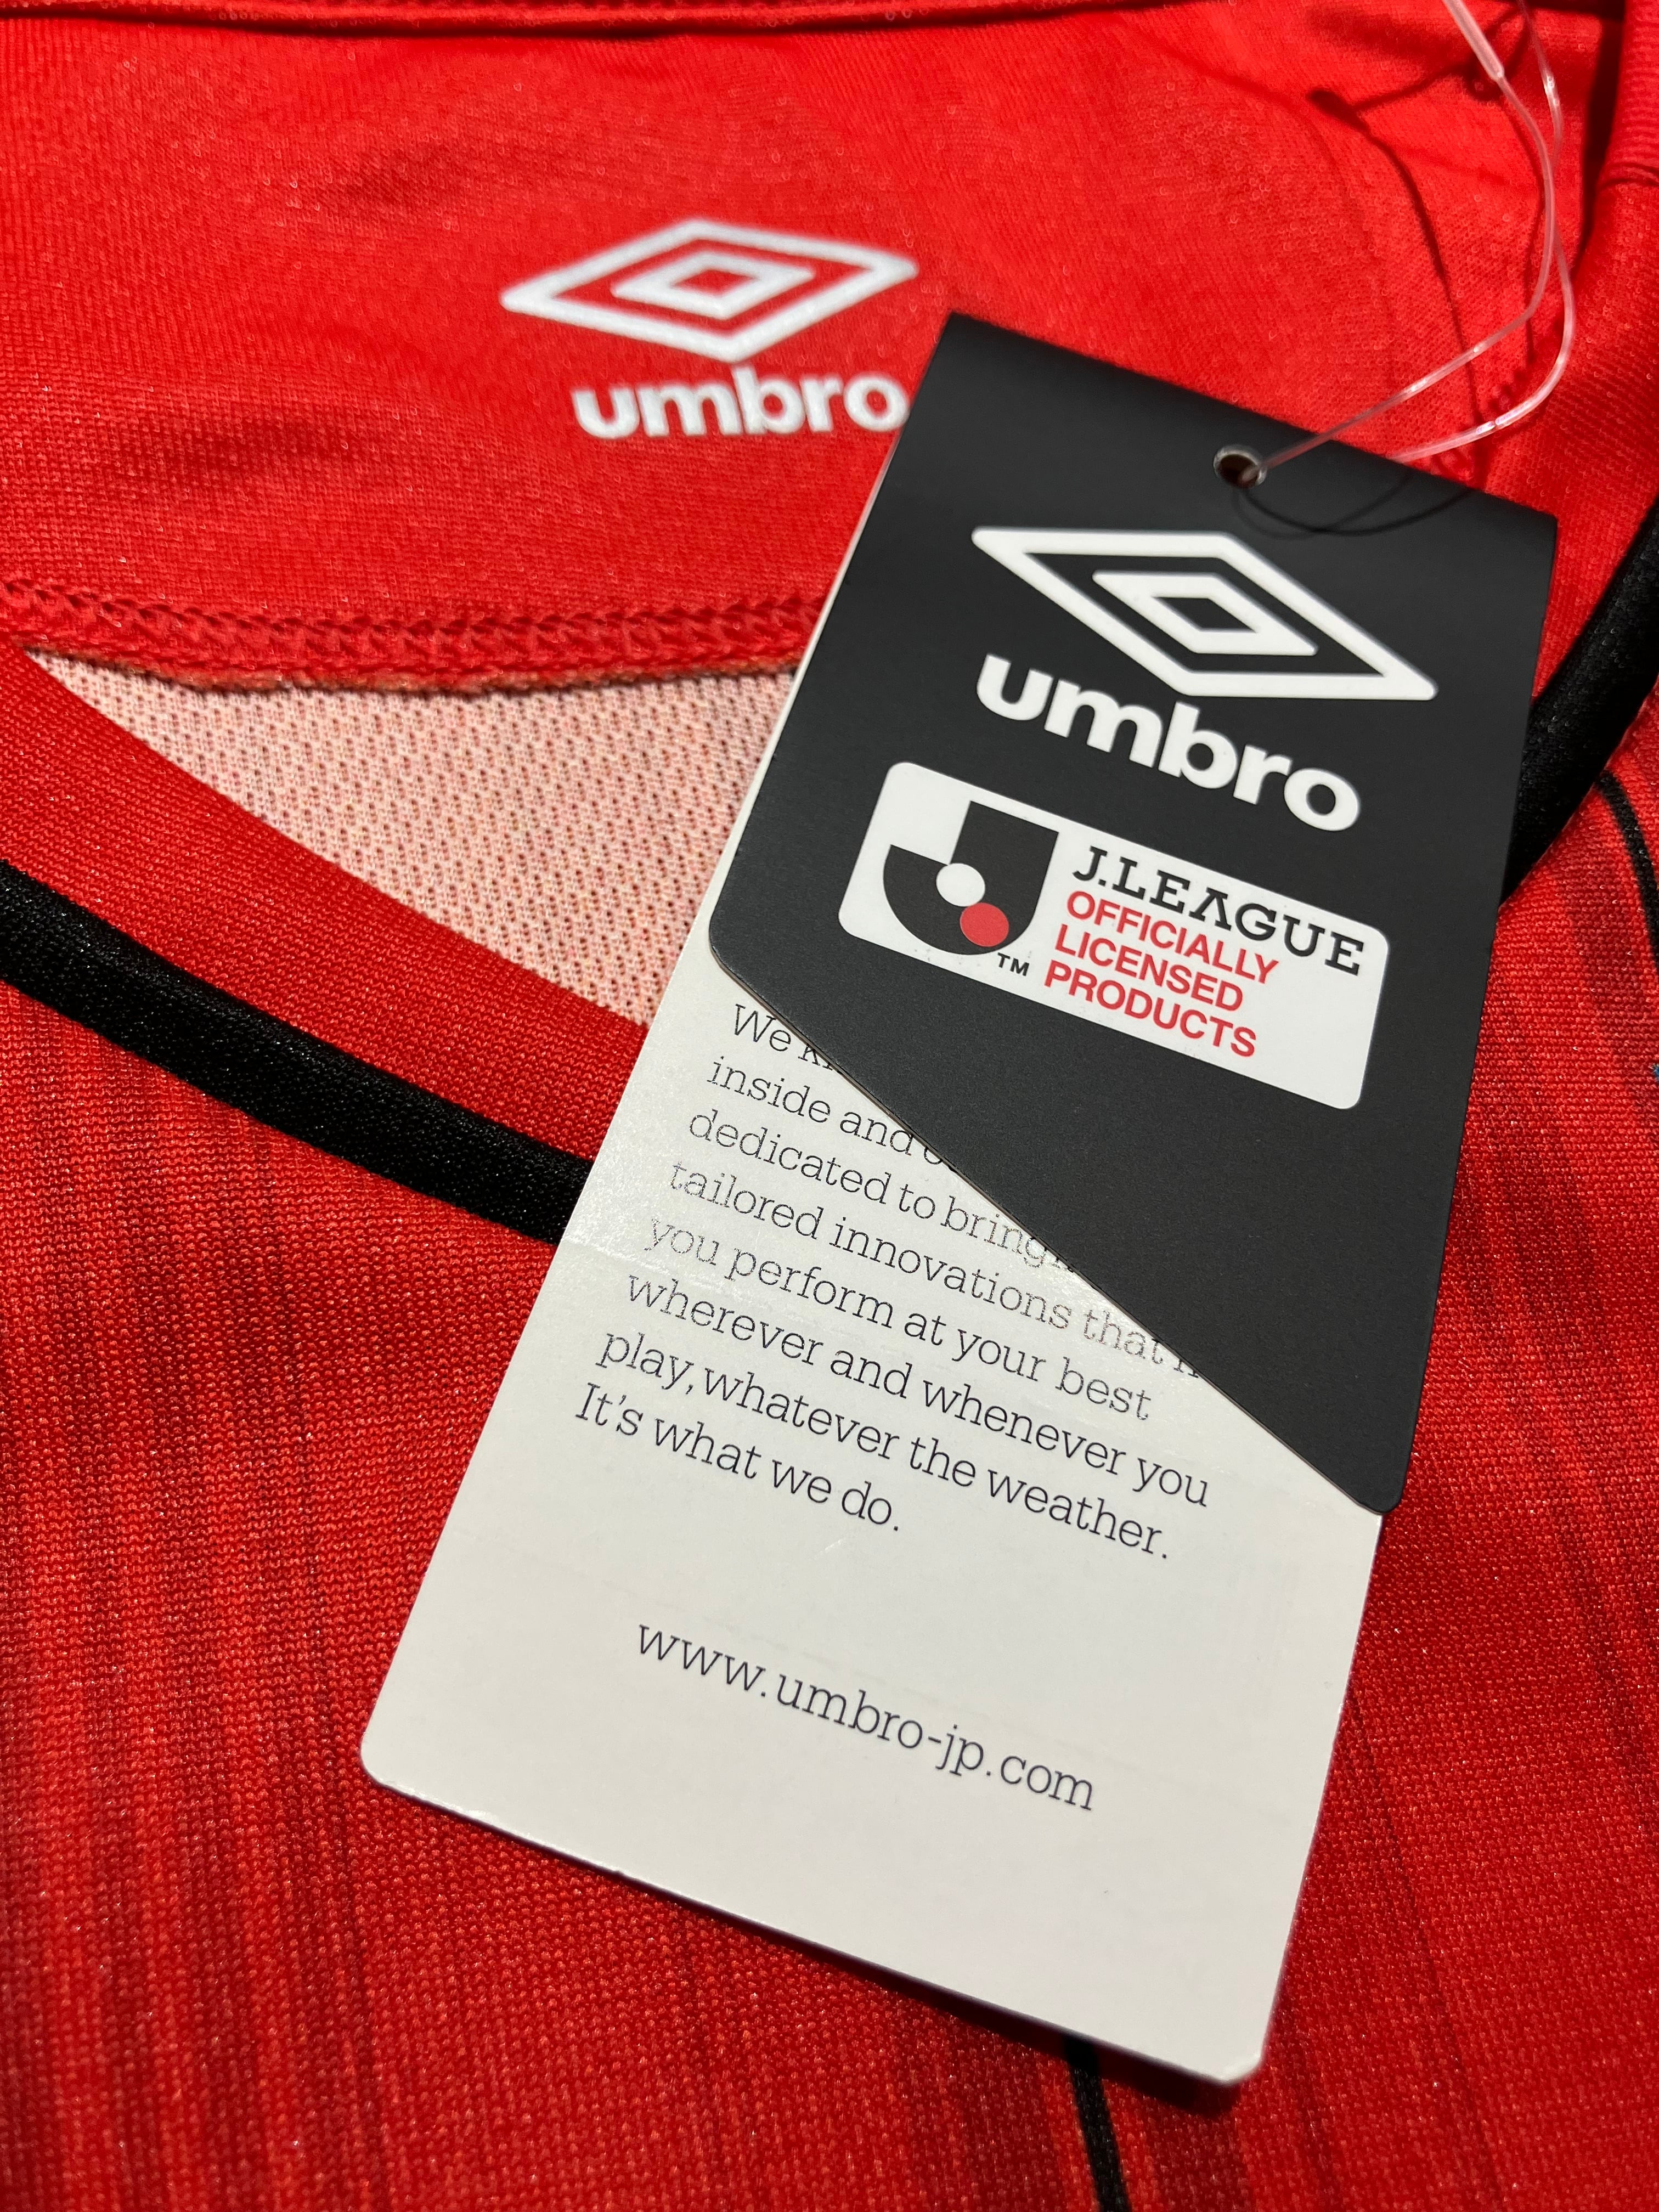 umbro
umbro
J.LEAGUE
OFFICIALLY
LICENSED
PRODUCTS
TM
We
inside and
dedicated to bring
tailored innovations that
you perform at your best
wherever and whenever you
play, whatever the weather.
It's what we do.
www.umbro-jp.com